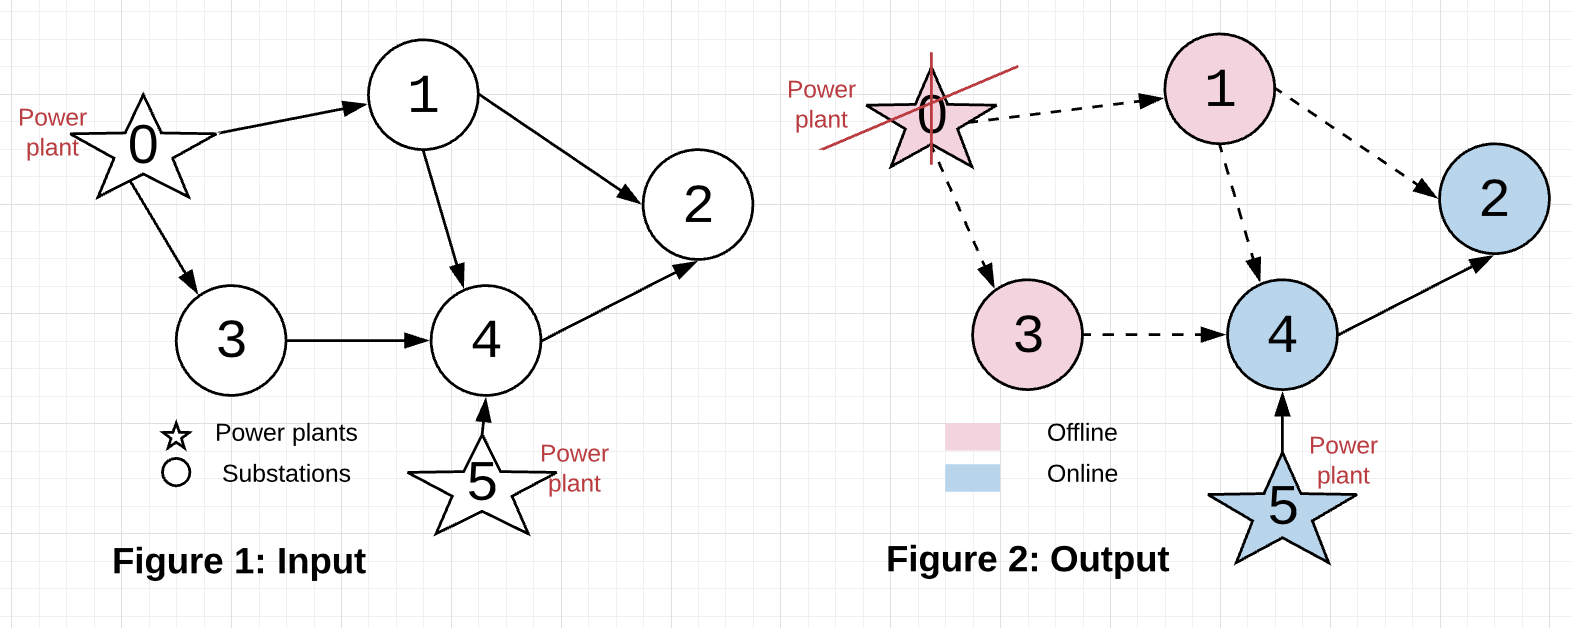 Power
plant
0
1
2
3
4
5
Power
plant
Power plants
Substations
Figure 1: Input
Power
plant
0
1
2
3
4
5
Power
plant
Offline
Online
Figure 2: Output